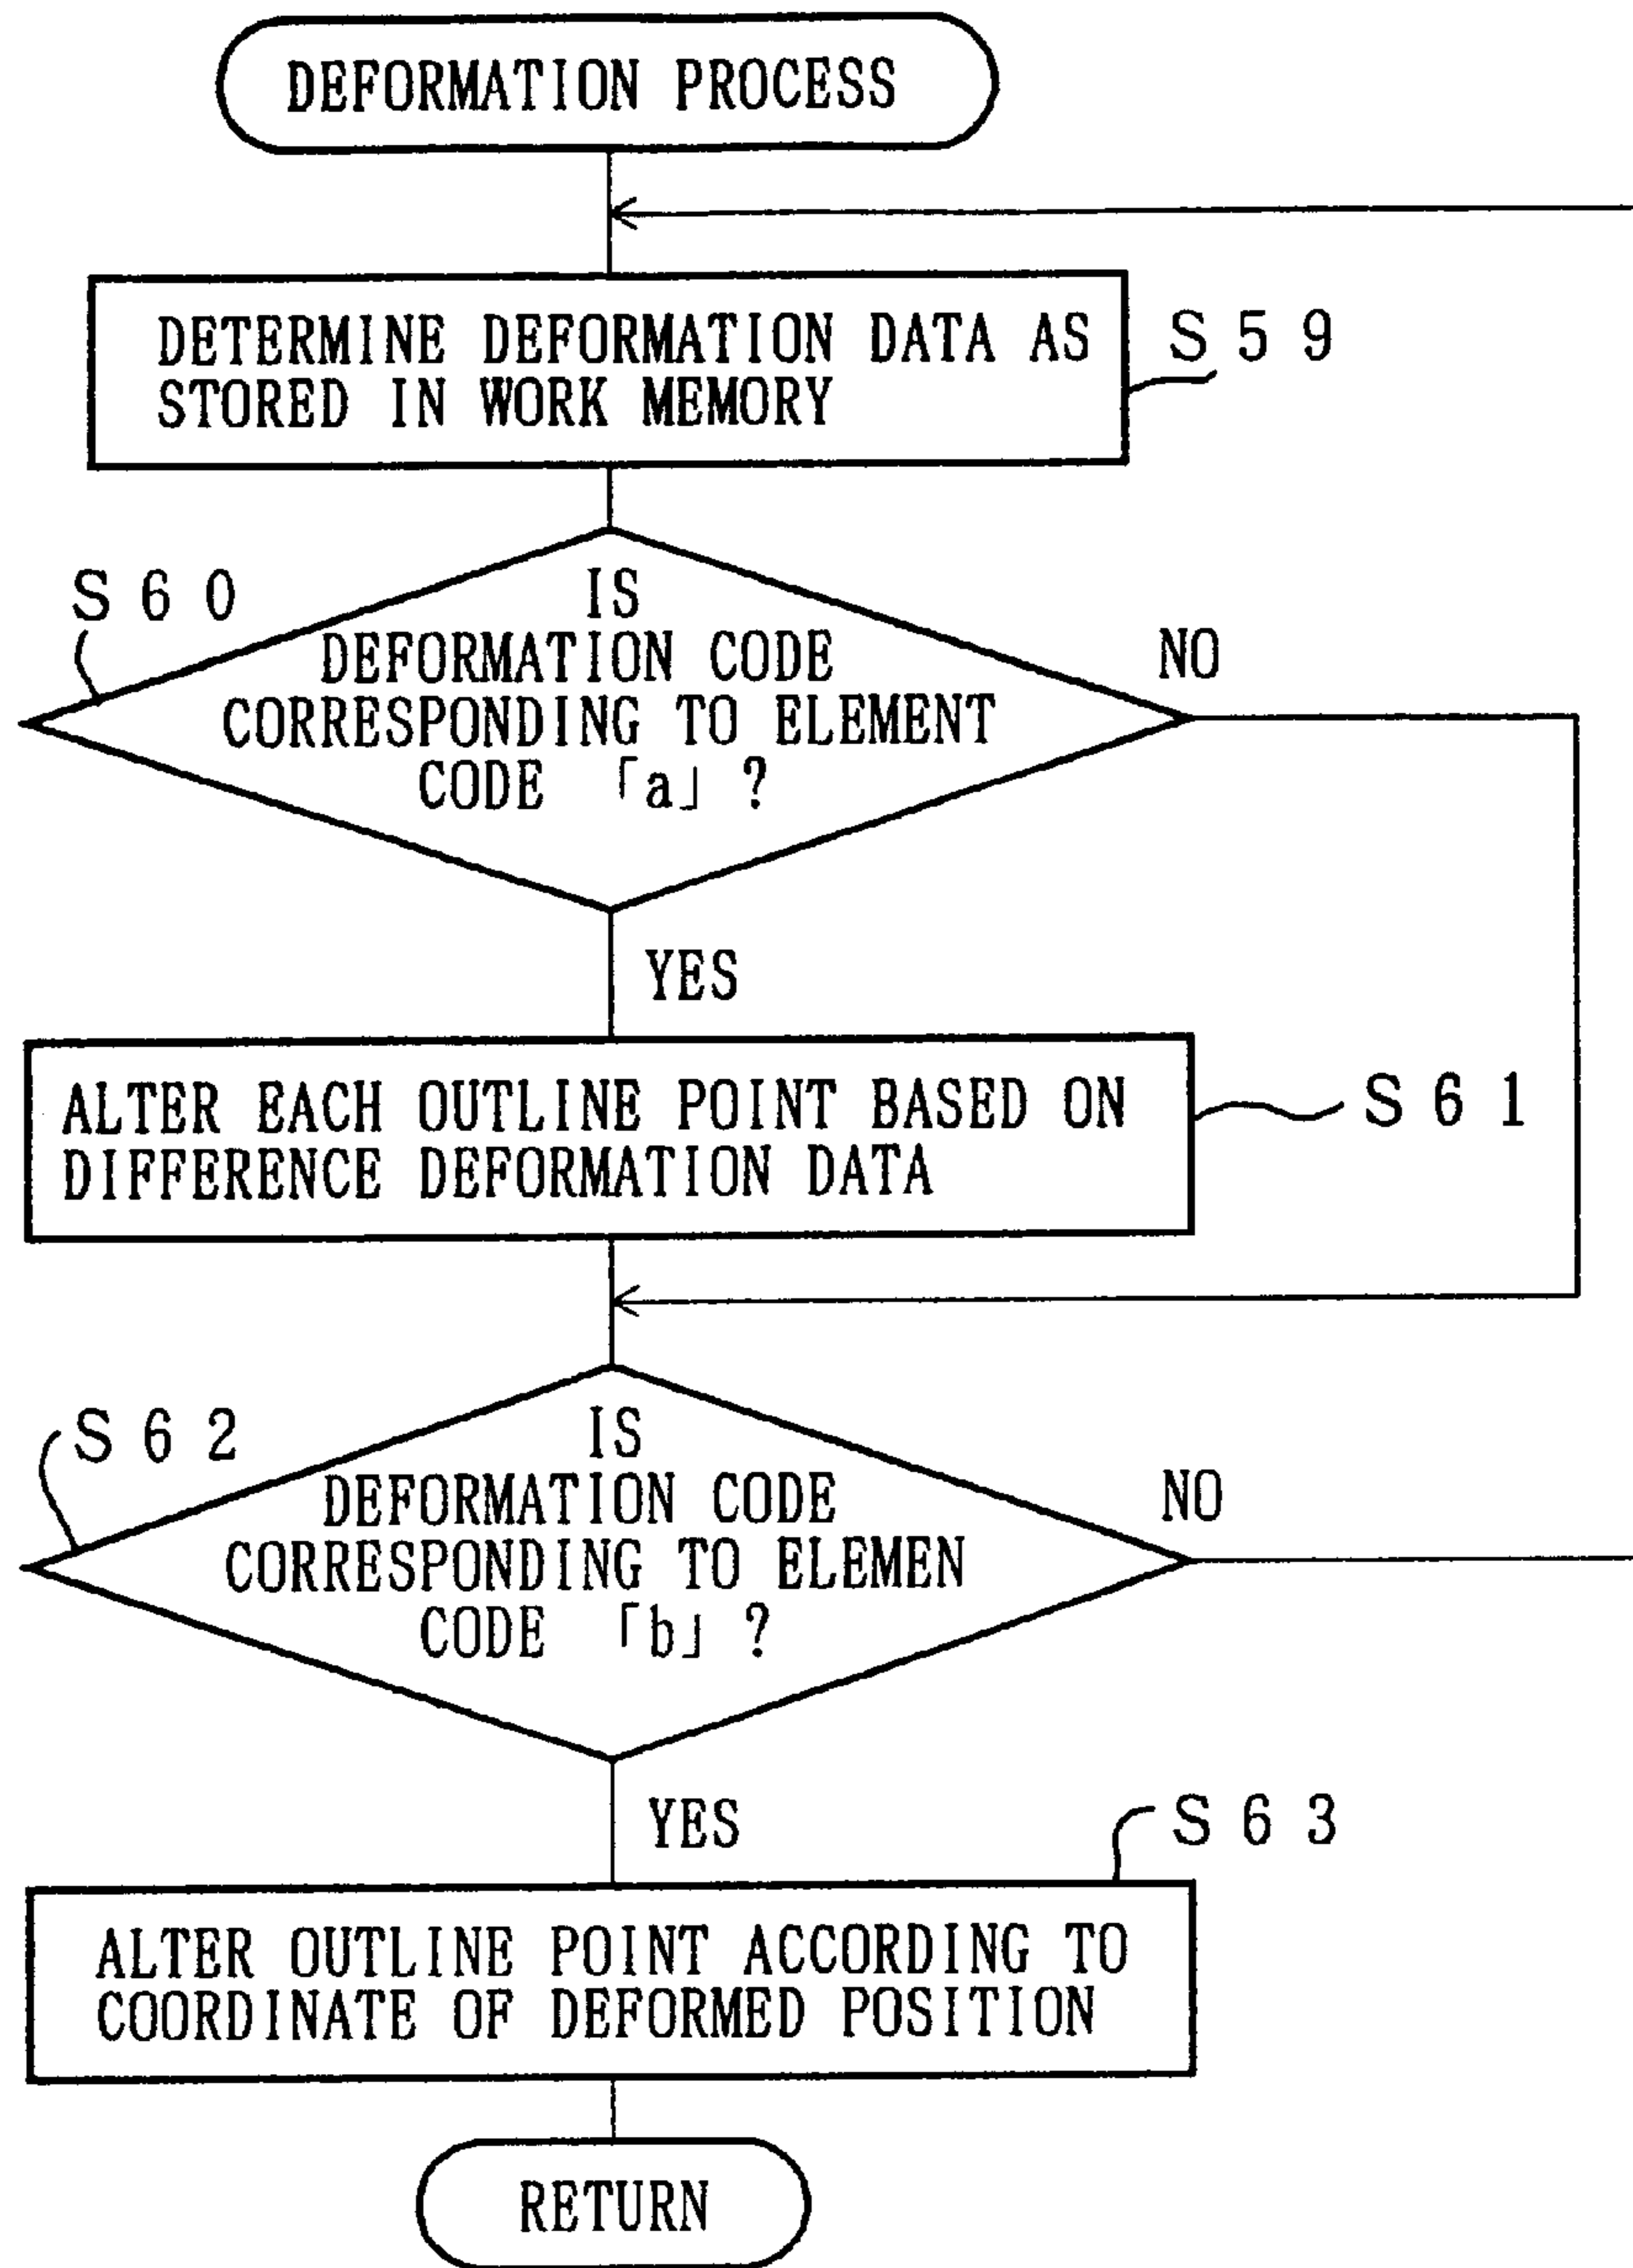 DEFORMATION PROCESS
DETERMINE DEFORMATION DATA AS
STORED IN WORK MEMORY
S59
S60
IS
DEFORMATION CODE
CORRESPONDING TO ELEMENT
CODE 「a」?
NO
YES
ALTER EACH OUTLINE POINT BASED ON
DIFFERENCE DEFORMATION DATA
S61
S62
IS
DEFORMATION CODE
CORRESPONDING TO ELEMEN
CODE 「b」?
NO
YES
S63
ALTER OUTLINE POINT ACCORDING TO
COORDINATE OF DEFORMED POSITION
RETURN